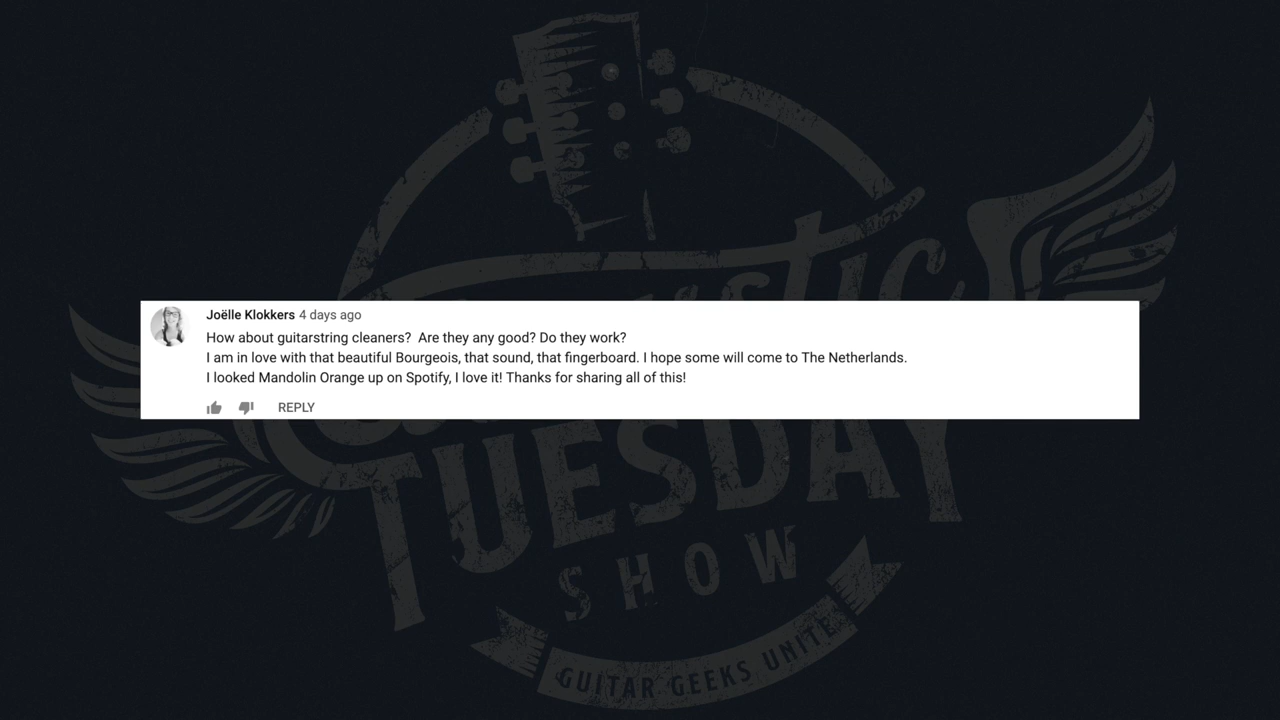 ACOUSTIC
TUESDAY
SHOW
GUITAR GEEKS UNITE
Joëlle Klokkers 4 days ago
How about guitarstring cleaners?  Are they any good? Do they work?
I am in love with that beautiful Bourgeois, that sound, that fingerboard. I hope some will come to The Netherlands.
I looked Mandolin Orange up on Spotify, I love it! Thanks for sharing all of this!
REPLY